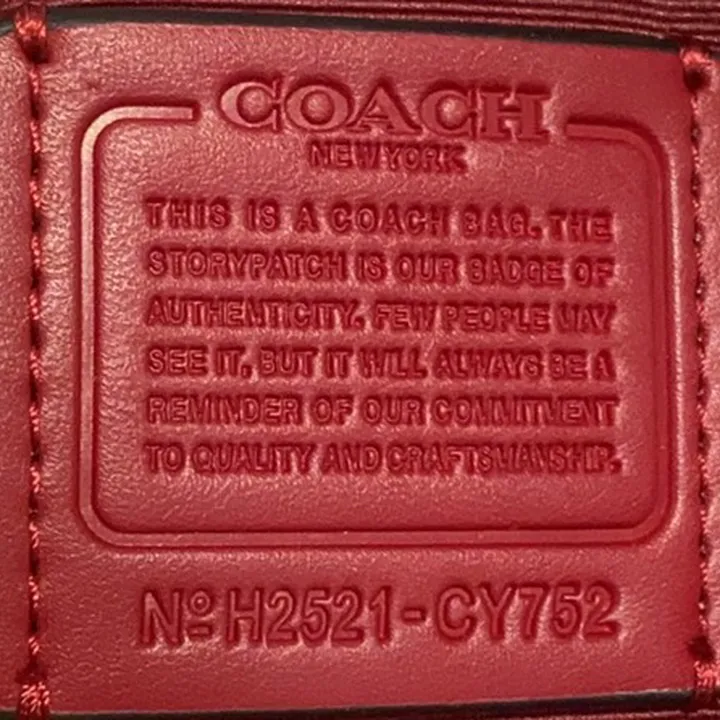 COACH
NEW YORK
THIS IS A COACH BAG. THE
STORYPATCH IS OUR BADGE OF
AUTHENTICITY. FEW PEOPLE MAY
SEE IT, BUT IT WILL ALWAYS BE A
REMINDER OF OUR COMMITMENT
TO QUALITY AND CRAFTSMANSHIP.
Nº H2521-CY752